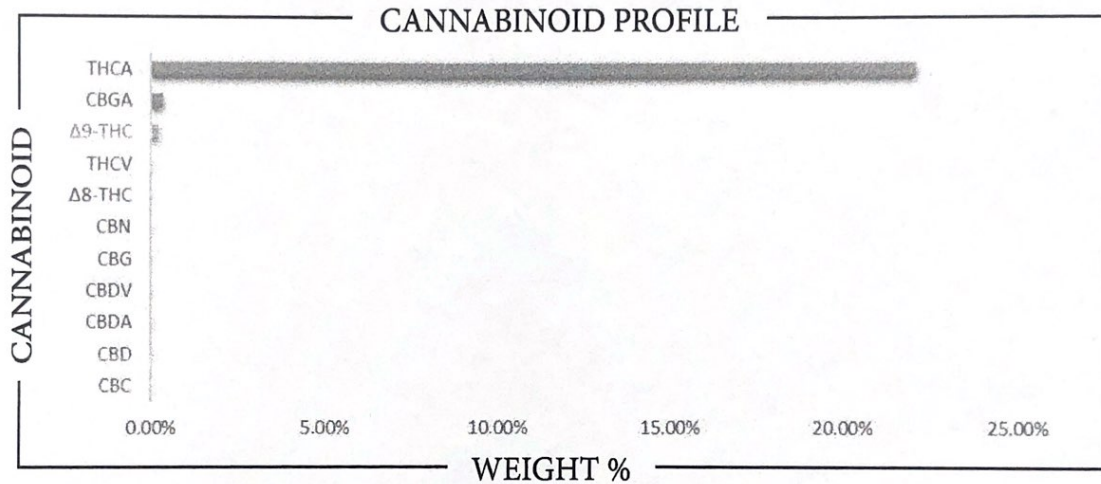 CANNABINOID PROFILE
CANNABINOID
THCA
CBGA
Δ9-THC
THCV
Δ8-THC
CBN
CBG
CBDV
CBDA
CBD
CBC
0.00% 5.00% 10.00% 15.00% 20.00% 25.00%
WEIGHT %